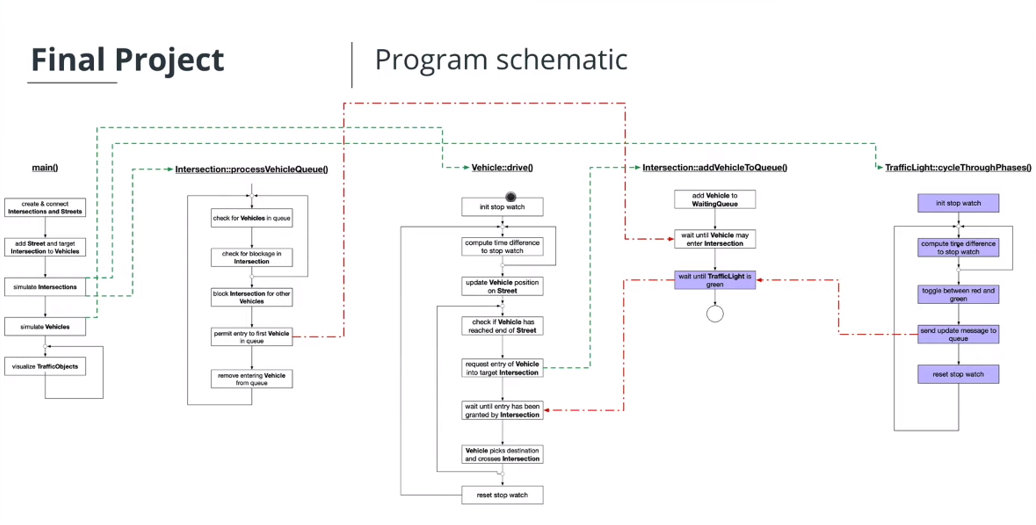 Final Project
Program schematic
main()
create & connect
Intersections and Streets
add Street and target
Intersection to Vehicles
simulate Intersections
simulate Vehicles
visualize TrafficObjects
Intersection::processVehicleQueue()
check for Vehicles in queue
check for blockage in
Intersection
block Intersection for other
Vehicles
permit entry to first Vehicle
in queue
remove entering Vehicle
from queue
Vehicle::drive()
init stop watch
compute time difference
to stop watch
update Vehicle position
on Street
check if Vehicle has
reached end of Street
request entry of Vehicle
into target Intersection
wait until entry has been
granted by Intersection
Vehicle picks destination
and crosses Intersection
reset stop watch
Intersection::addVehicleToQueue()
add Vehicle to
WaitingQueue
wait until Vehicle may
enter Intersection
wait until TrafficLight is
green
TrafficLight::cycleThroughPhases()
init stop watch
compute time difference
to stop watch
toggle between red and
green
send update message to
queue
reset stop watch